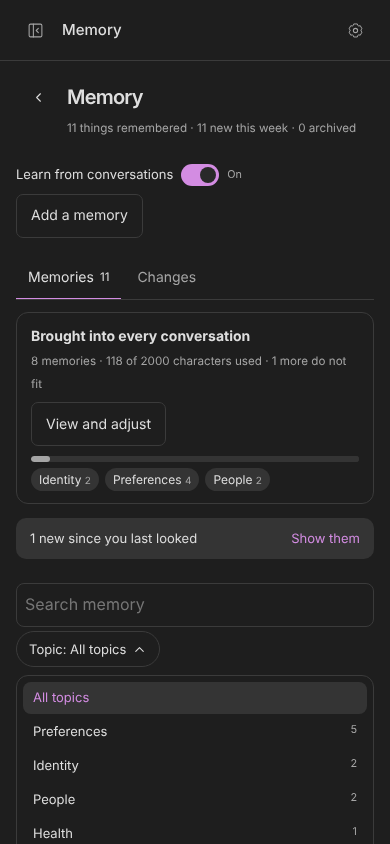 Memory
Memory
11 things remembered · 11 new this week · 0 archived
Learn from conversations On
Add a memory
Memories 11 Changes
Brought into every conversation
8 memories · 118 of 2000 characters used · 1 more do not
fit
View and adjust
Identity 2 Preferences 4 People 2
1 new since you last looked Show them
Search memory
Topic: All topics
All topics
Preferences 5
Identity 2
People 2
Health 1